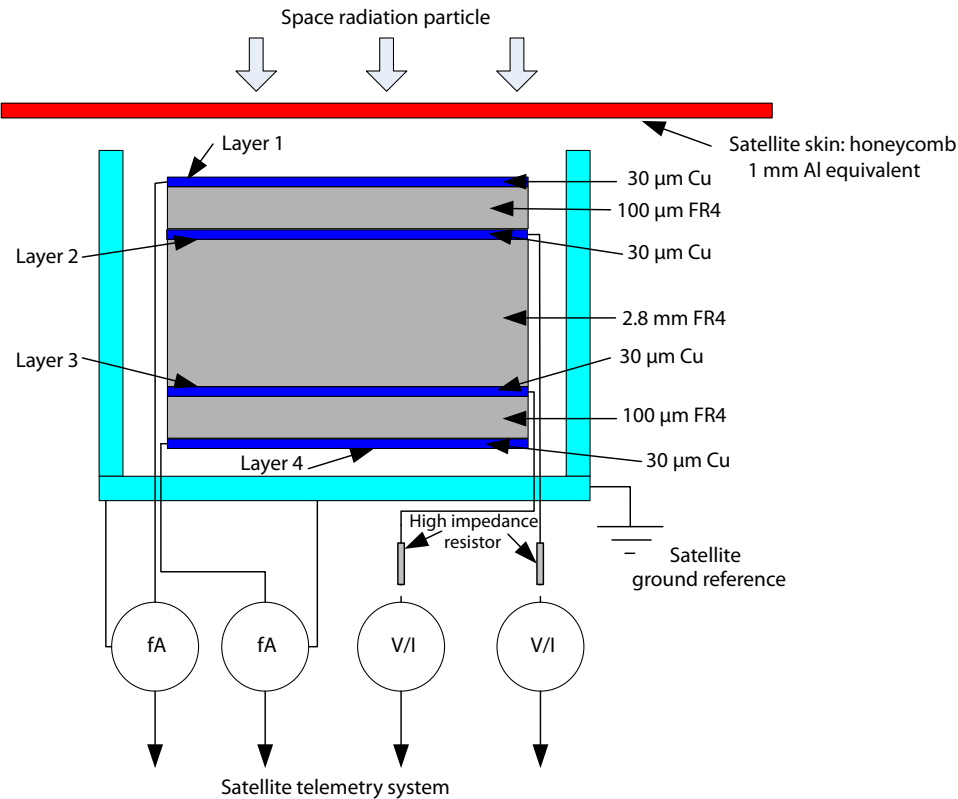 Space radiation particle
Satellite skin: honeycomb
1 mm Al equivalent
Layer 1
30 μm Cu
100 μm FR4
Layer 2
30 μm Cu
2.8 mm FR4
Layer 3
30 μm Cu
100 μm FR4
Layer 4
30 μm Cu
High impedance
resistor
Satellite
ground reference
fA
fA
V/I
V/I
Satellite telemetry system